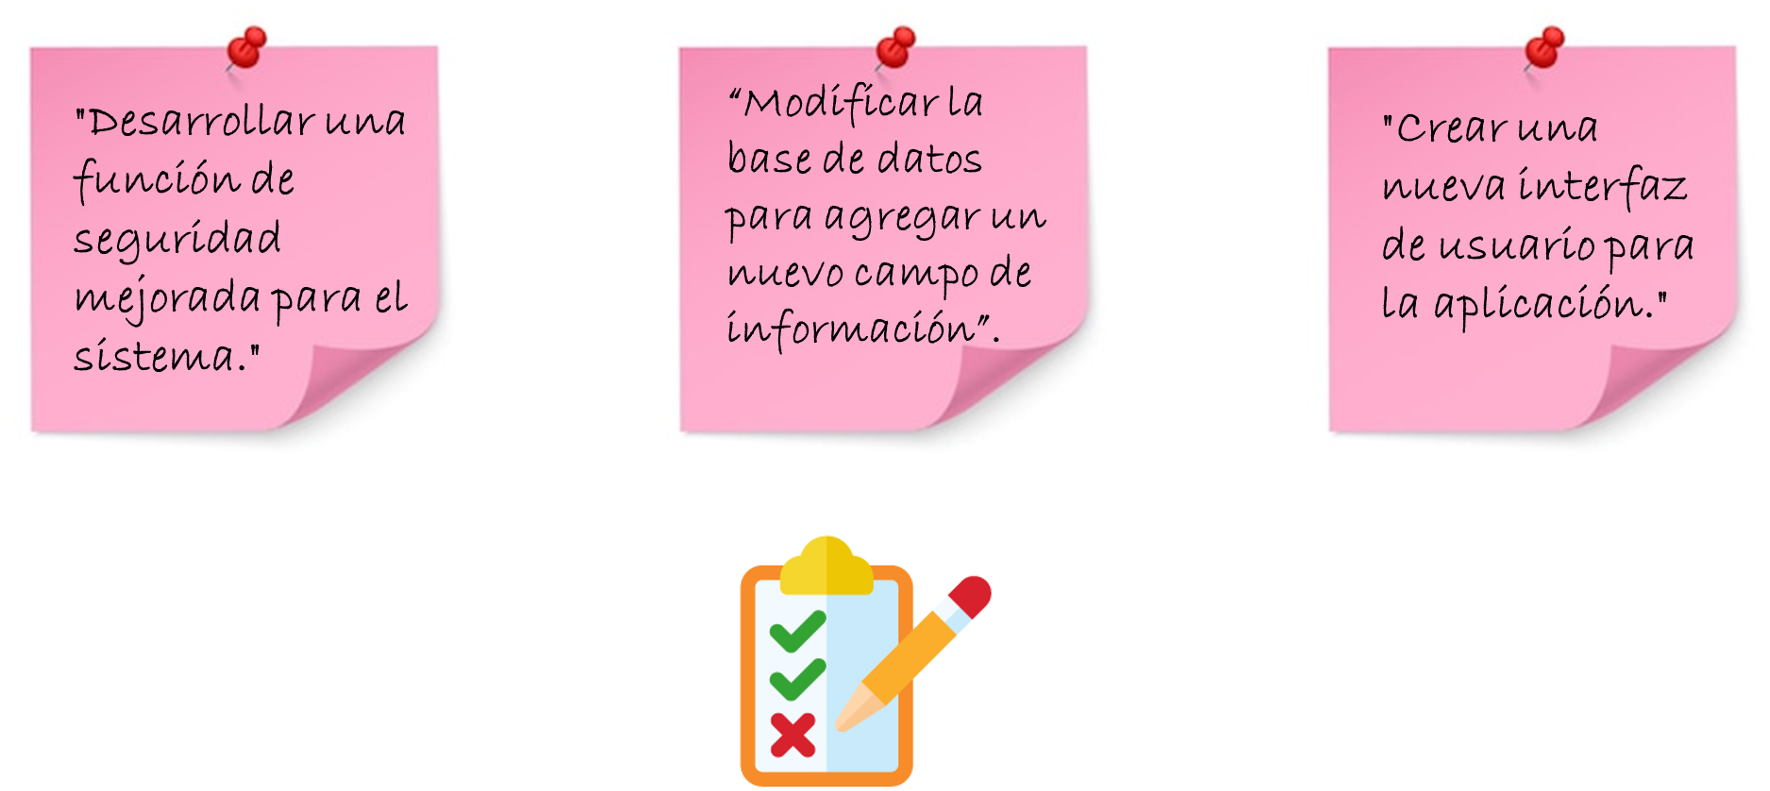 "Desarrollar una
función de
seguridad
mejorada para el
sistema."
“Modificar la
base de datos
para agregar un
nuevo campo de
información”.
"Crear una
nueva interfaz
de usuario para
la aplicación."